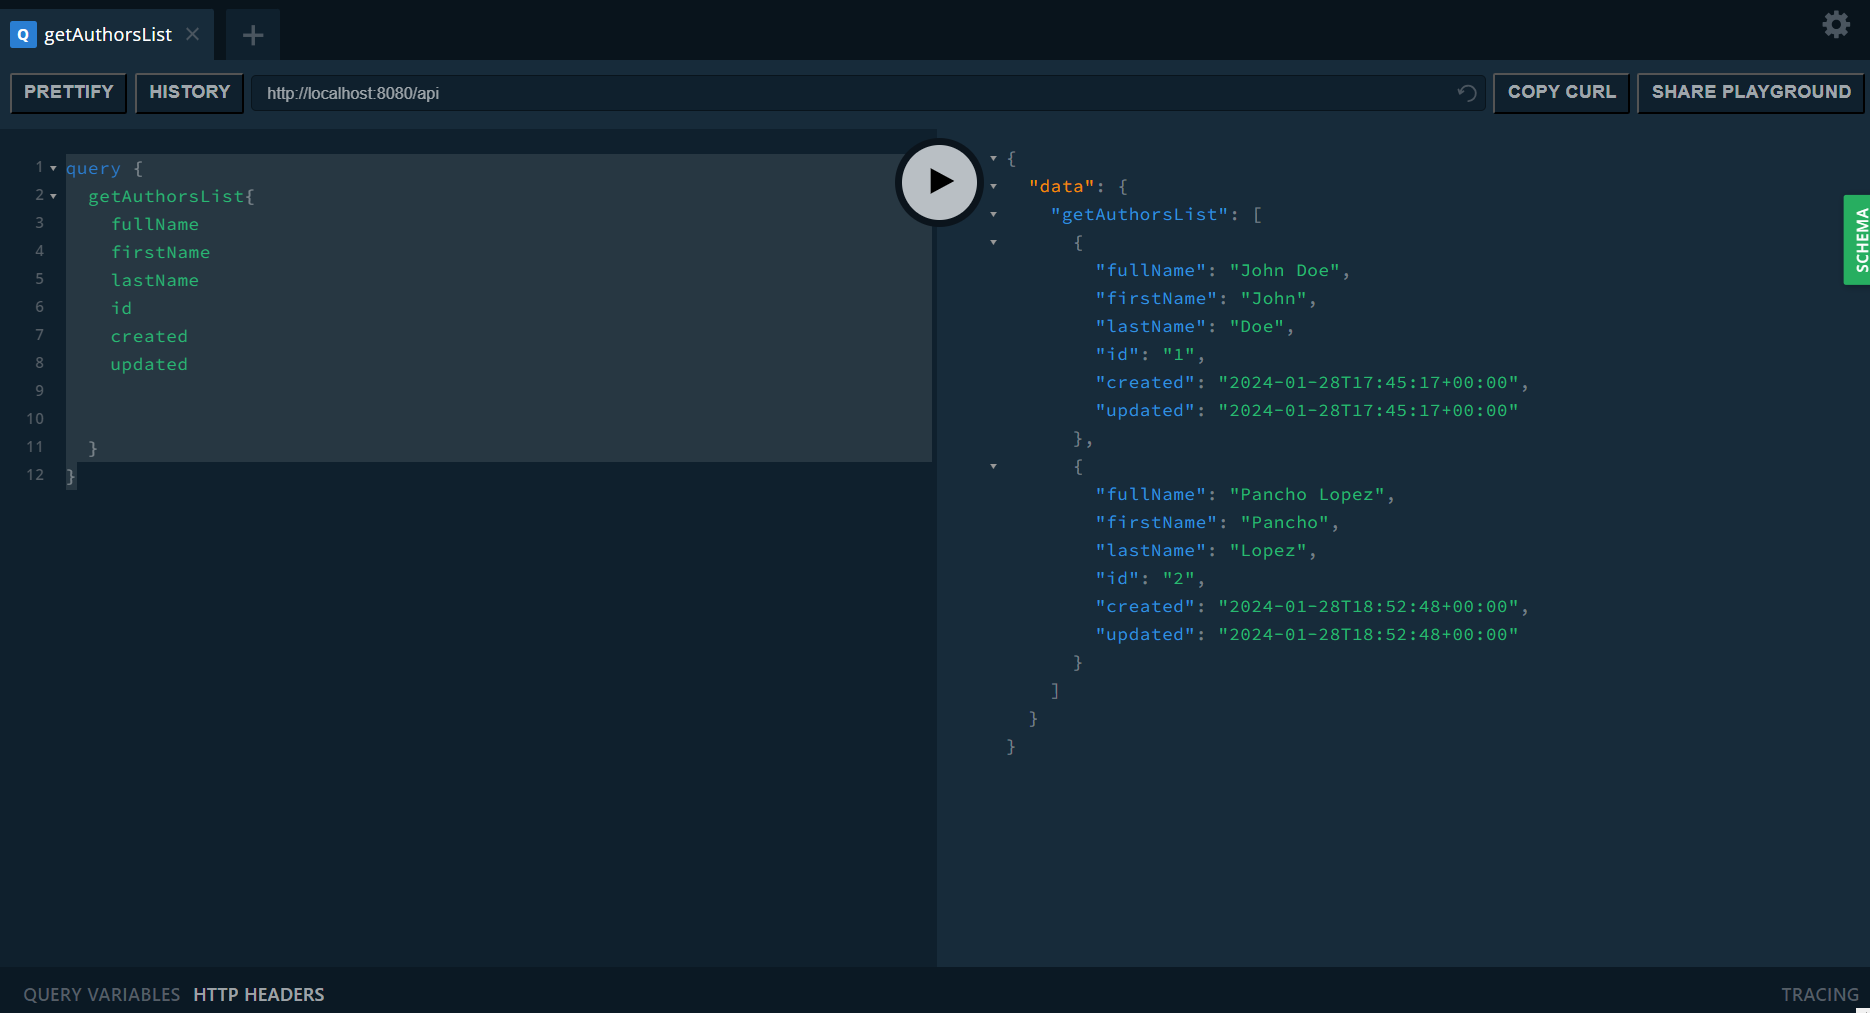 Q getAuthorsList
PRETTIFY HISTORY http://localhost:8080/api COPY CURL SHARE PLAYGROUND
1 query {
2 getAuthorsList{
3 fullName
4 firstName
5 lastName
6 id
7 created
8 updated
9
10
11 }
12 }
{
"data": {
"getAuthorsList": [
{
"fullName": "John Doe",
"firstName": "John",
"lastName": "Doe",
"id": "1",
"created": "2024-01-28T17:45:17+00:00",
"updated": "2024-01-28T17:45:17+00:00"
},
{
"fullName": "Pancho Lopez",
"firstName": "Pancho",
"lastName": "Lopez",
"id": "2",
"created": "2024-01-28T18:52:48+00:00",
"updated": "2024-01-28T18:52:48+00:00"
}
]
}
}
SCHEMA
QUERY VARIABLES HTTP HEADERS TRACING